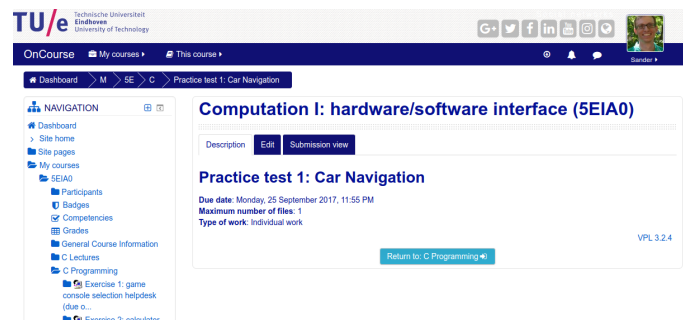 TU/e Technische Universiteit
Eindhoven
University of Technology
OnCourse My courses This course
Sander
Dashboard M 5E C Practice test 1: Car Navigation
NAVIGATION
Dashboard
Site home
Site pages
My courses
5EIA0
Participants
Badges
Competencies
Grades
General Course Information
C Lectures
C Programming
Exercise 1: game
console selection helpdesk
(due o...
Exercise 2: calculator
Computation I: hardware/software interface (5EIA0)
Description Edit Submission view
Practice test 1: Car Navigation
Due date: Monday, 25 September 2017, 11:55 PM
Maximum number of files: 1
Type of work: Individual work
VPL 3.2.4
Return to: C Programming